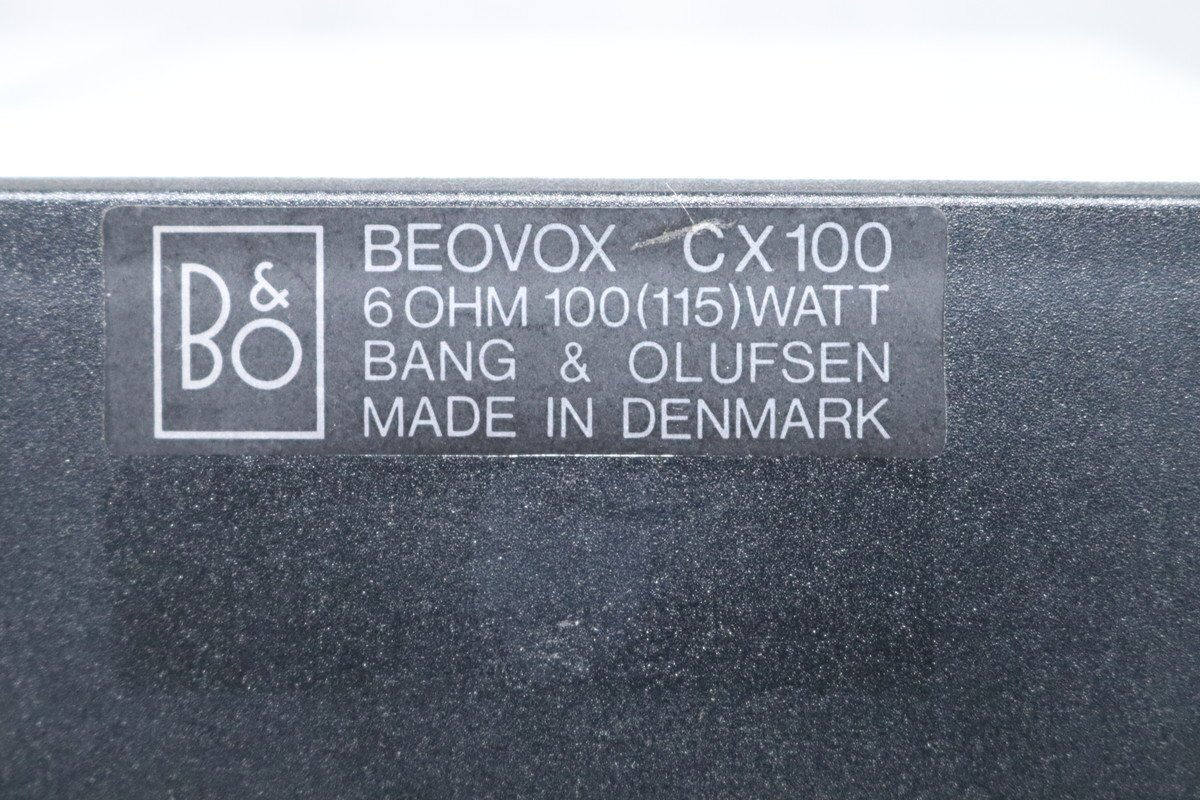 B&O
BEOVOX CX100
6 OHM 100(115)WATT
BANG & OLUFSEN
MADE IN DENMARK